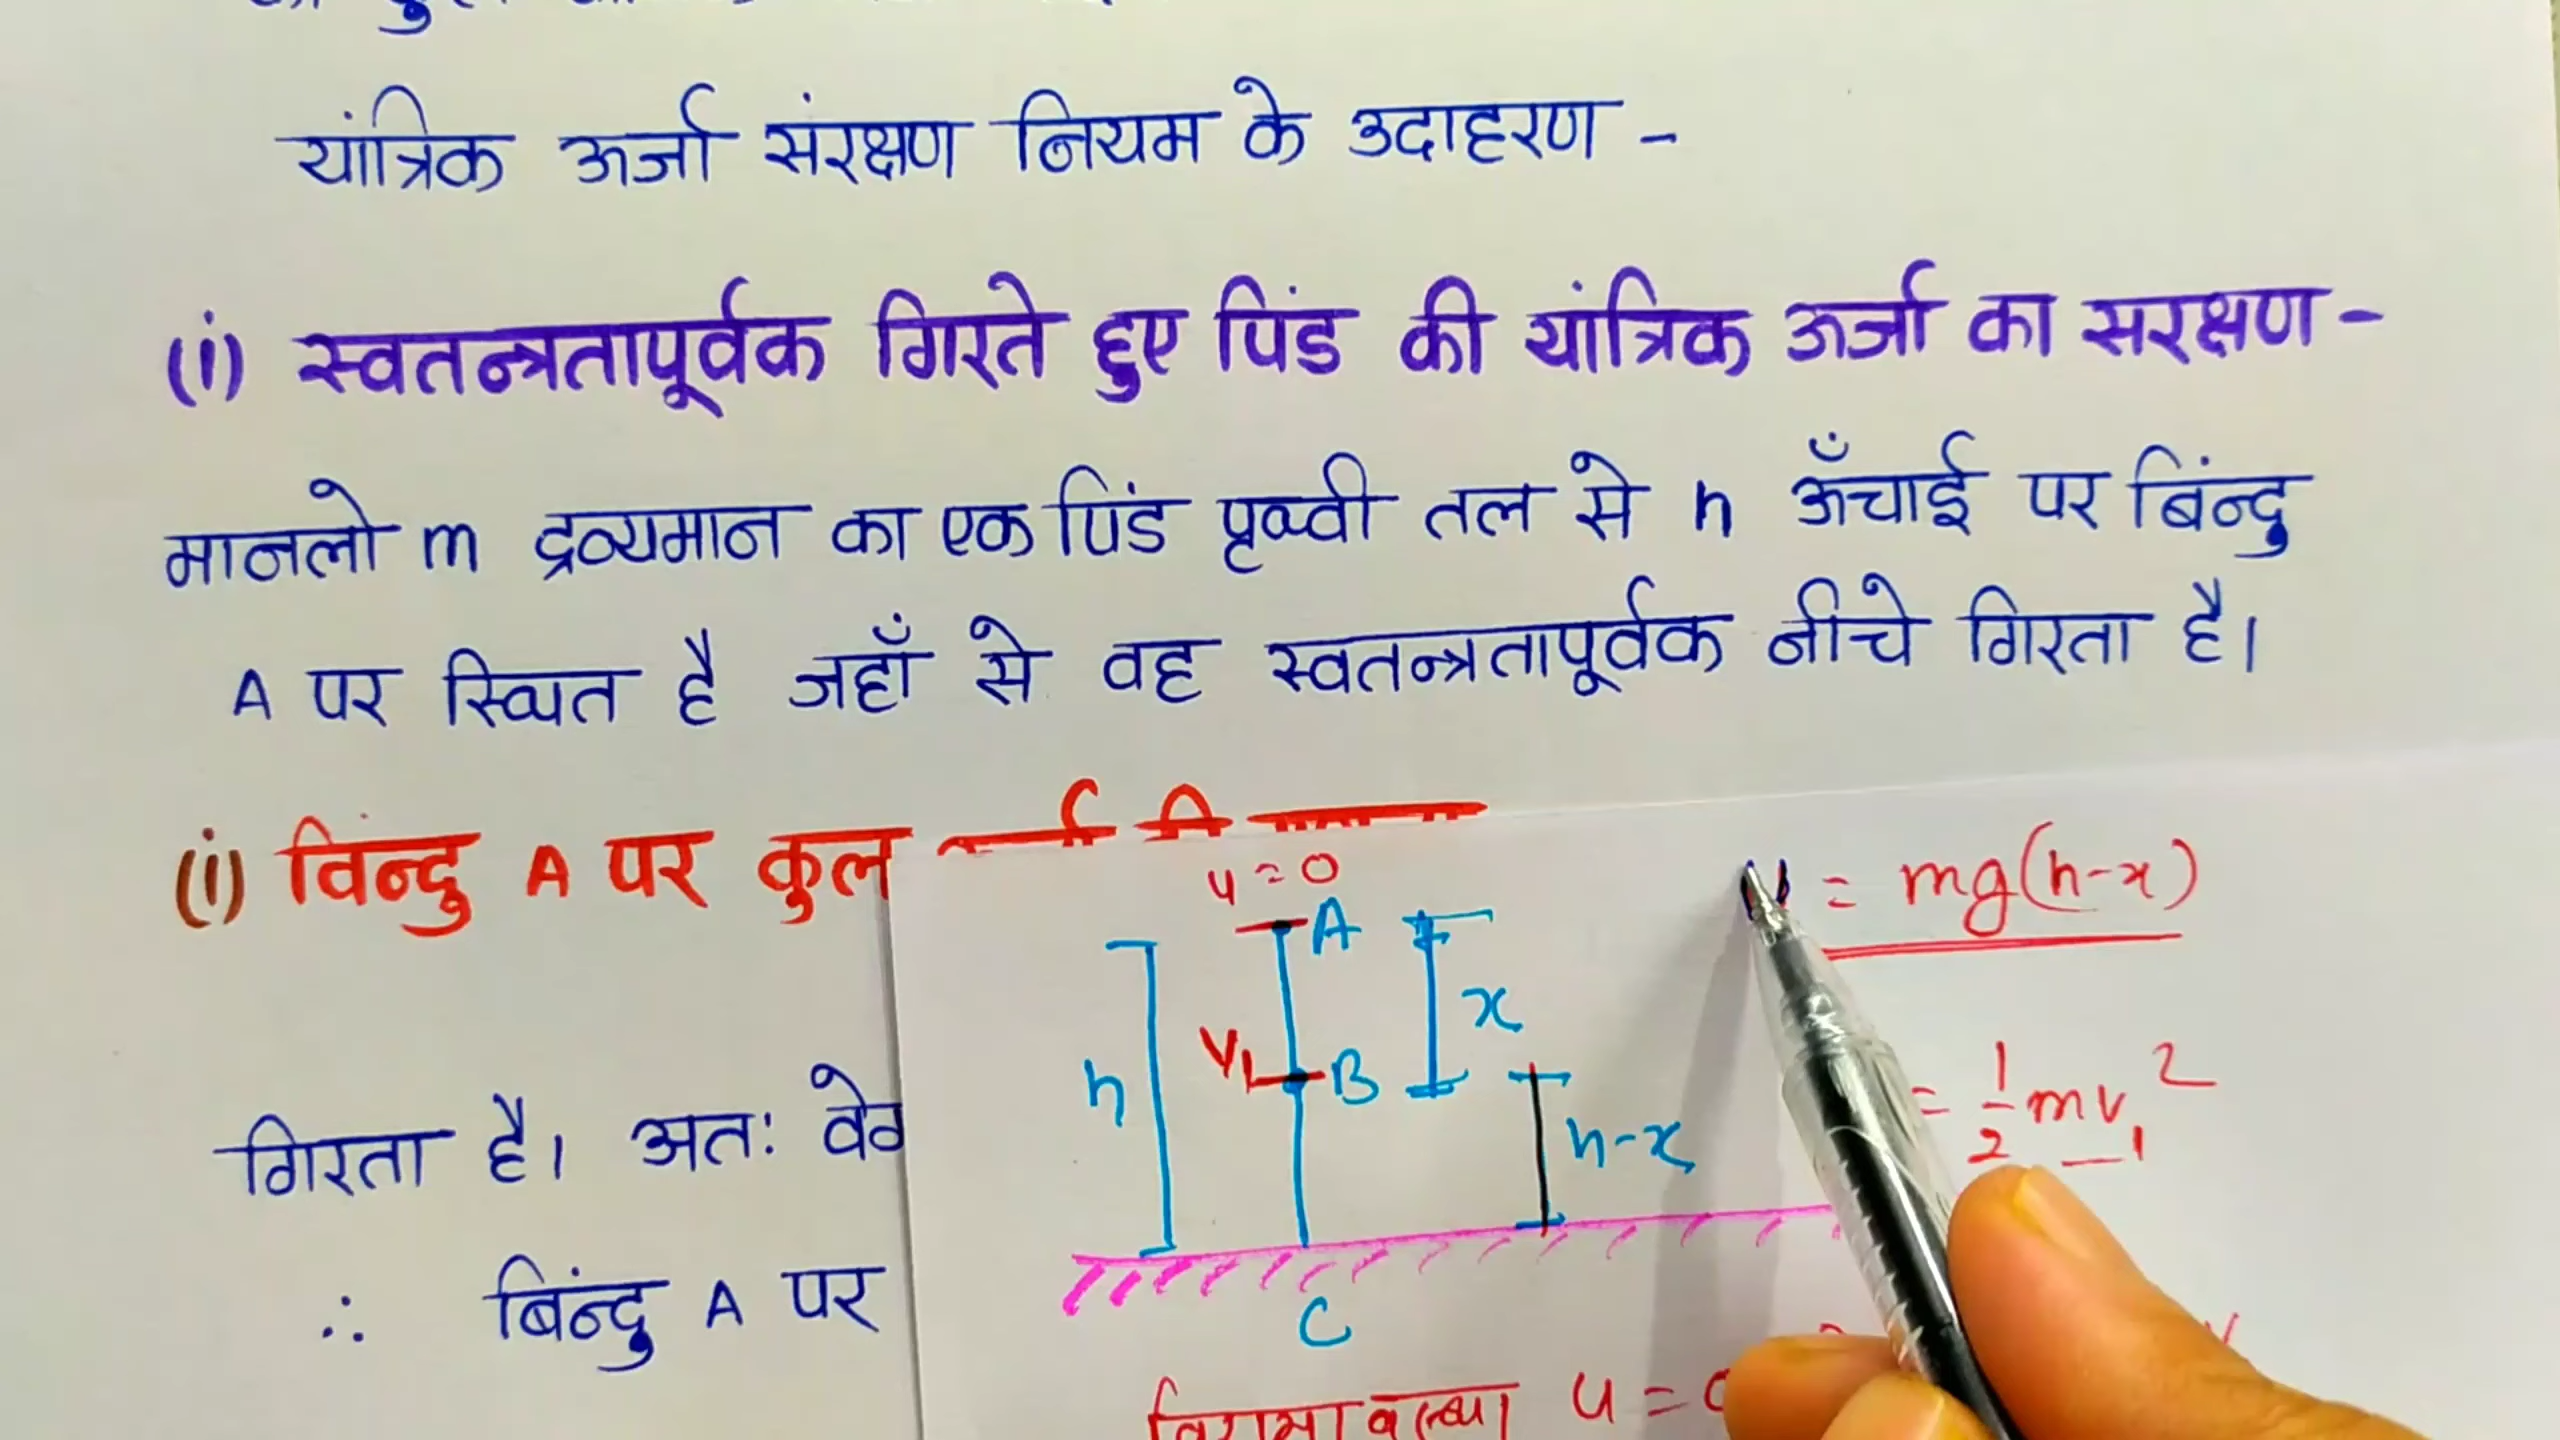 यांत्रिक ऊर्जा संरक्षण नियम के उदाहरण -
(i) स्वतन्त्रतापूर्वक गिरते हुए पिंड की यांत्रिक ऊर्जा का सरक्षण -
मानलो m द्रव्यमान का एक पिंड पृथ्वी तल से h ऊँचाई पर बिंन्दु
A पर स्थित है जहाँ से वह स्वतन्त्रतापूर्वक नीचे गिरता है।
(i) विन्दु A पर कुल
u = 0
A
x
h
V1
B
h-x
C
= mg(h-x)
= 1/2 mv₁²
गिरता है। अतः
∴ बिंन्दु A पर
u =